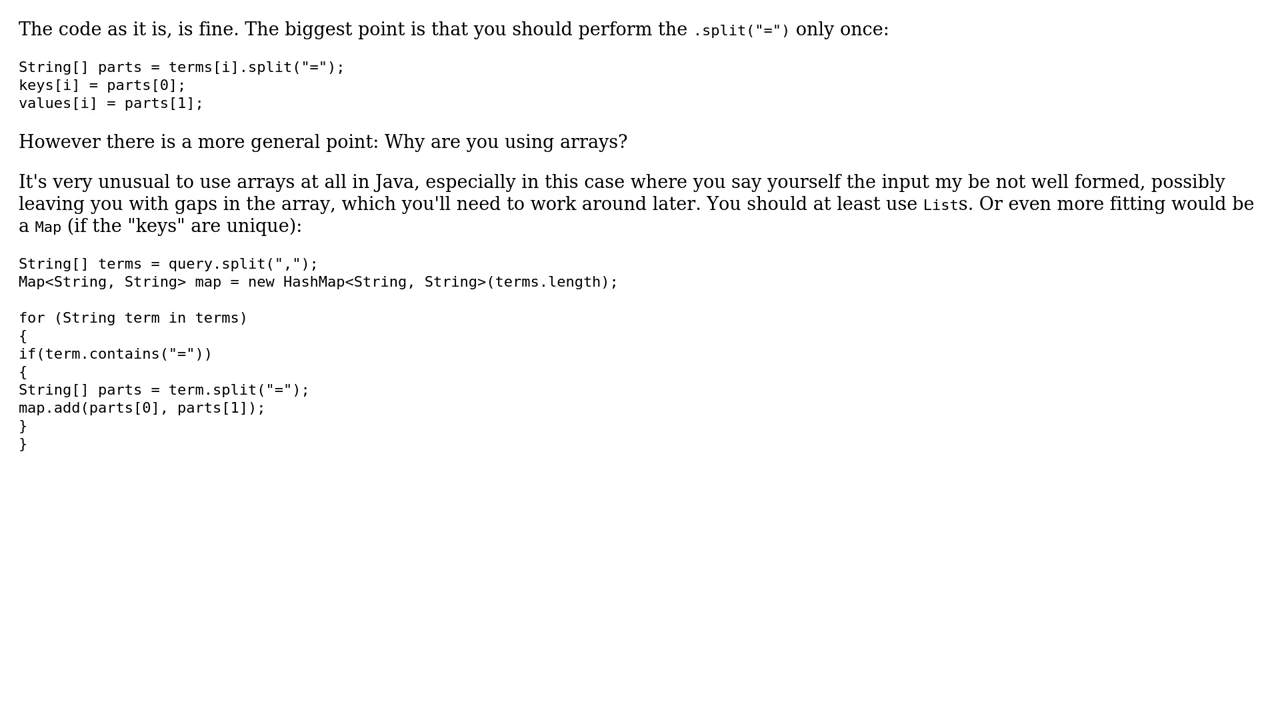 The code as it is, is fine. The biggest point is that you should perform the .split("=") only once:
String[] parts = terms[i].split("=");
keys[i] = parts[0];
values[i] = parts[1];
However there is a more general point: Why are you using arrays?
It's very unusual to use arrays at all in Java, especially in this case where you say yourself the input my be not well formed, possibly
leaving you with gaps in the array, which you'll need to work around later. You should at least use Lists. Or even more fitting would be
a Map (if the "keys" are unique):
String[] terms = query.split(",");
Map<String, String> map = new HashMap<String, String>(terms.length);
for (String term in terms)
{
if(term.contains("="))
{
String[] parts = term.split("=");
map.add(parts[0], parts[1]);
}
}